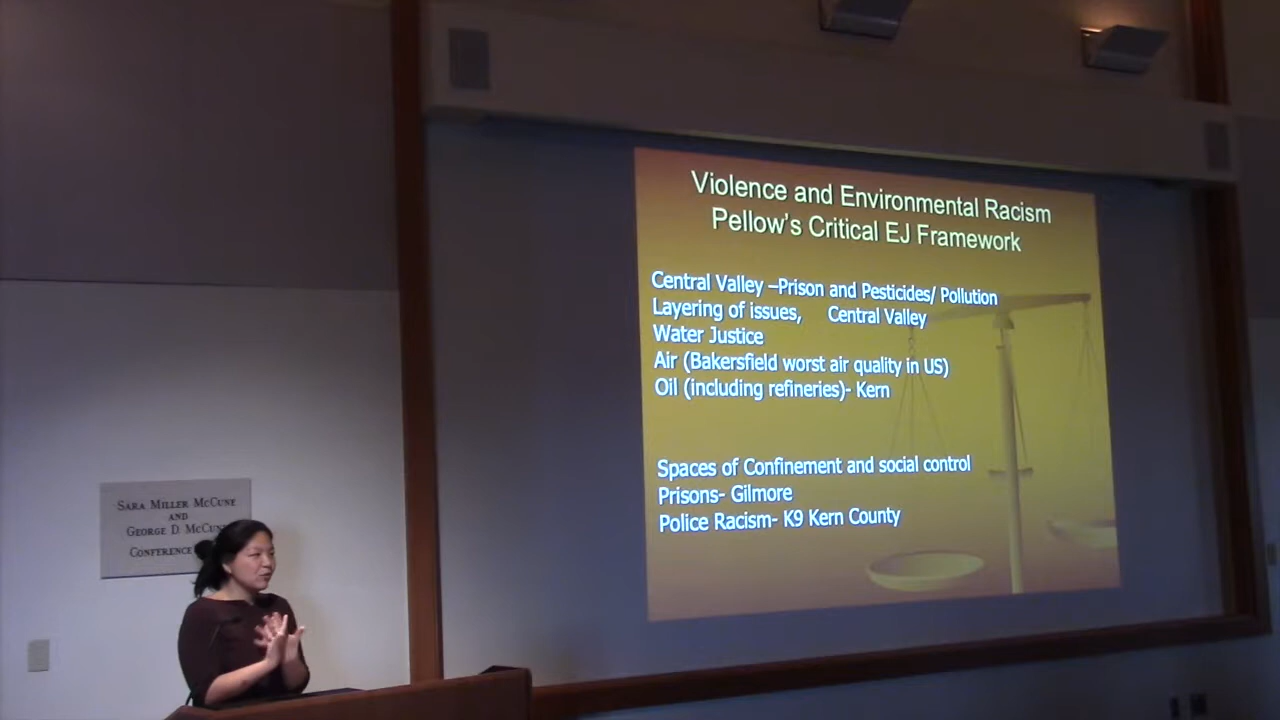 Violence and Environmental Racism
Pellow's Critical EJ Framework
Central Valley –Prison and Pesticides/ Pollution
Layering of issues, Central Valley
Water Justice
Air (Bakersfield worst air quality in US)
Oil (including refineries)- Kern
Spaces of Confinement and social control
Prisons- Gilmore
Police Racism- K9 Kern County
SARA MILLER MCCUNE
AND
GEORGE D. MCCUNE
CONFERENCE